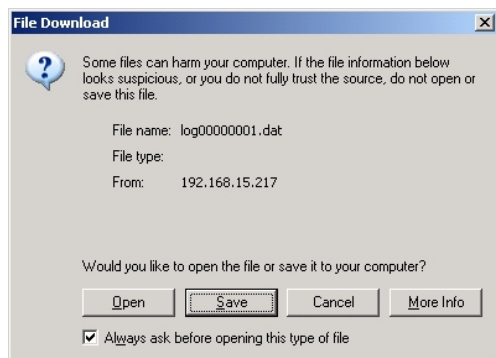 File Download
Some files can harm your computer. If the file information below
looks suspicious, or you do not fully trust the source, do not open or
save this file.
File name: log00000001.dat
File type:
From: 192.168.15.217
Would you like to open the file or save it to your computer?
Open Save Cancel More Info
Always ask before opening this type of file